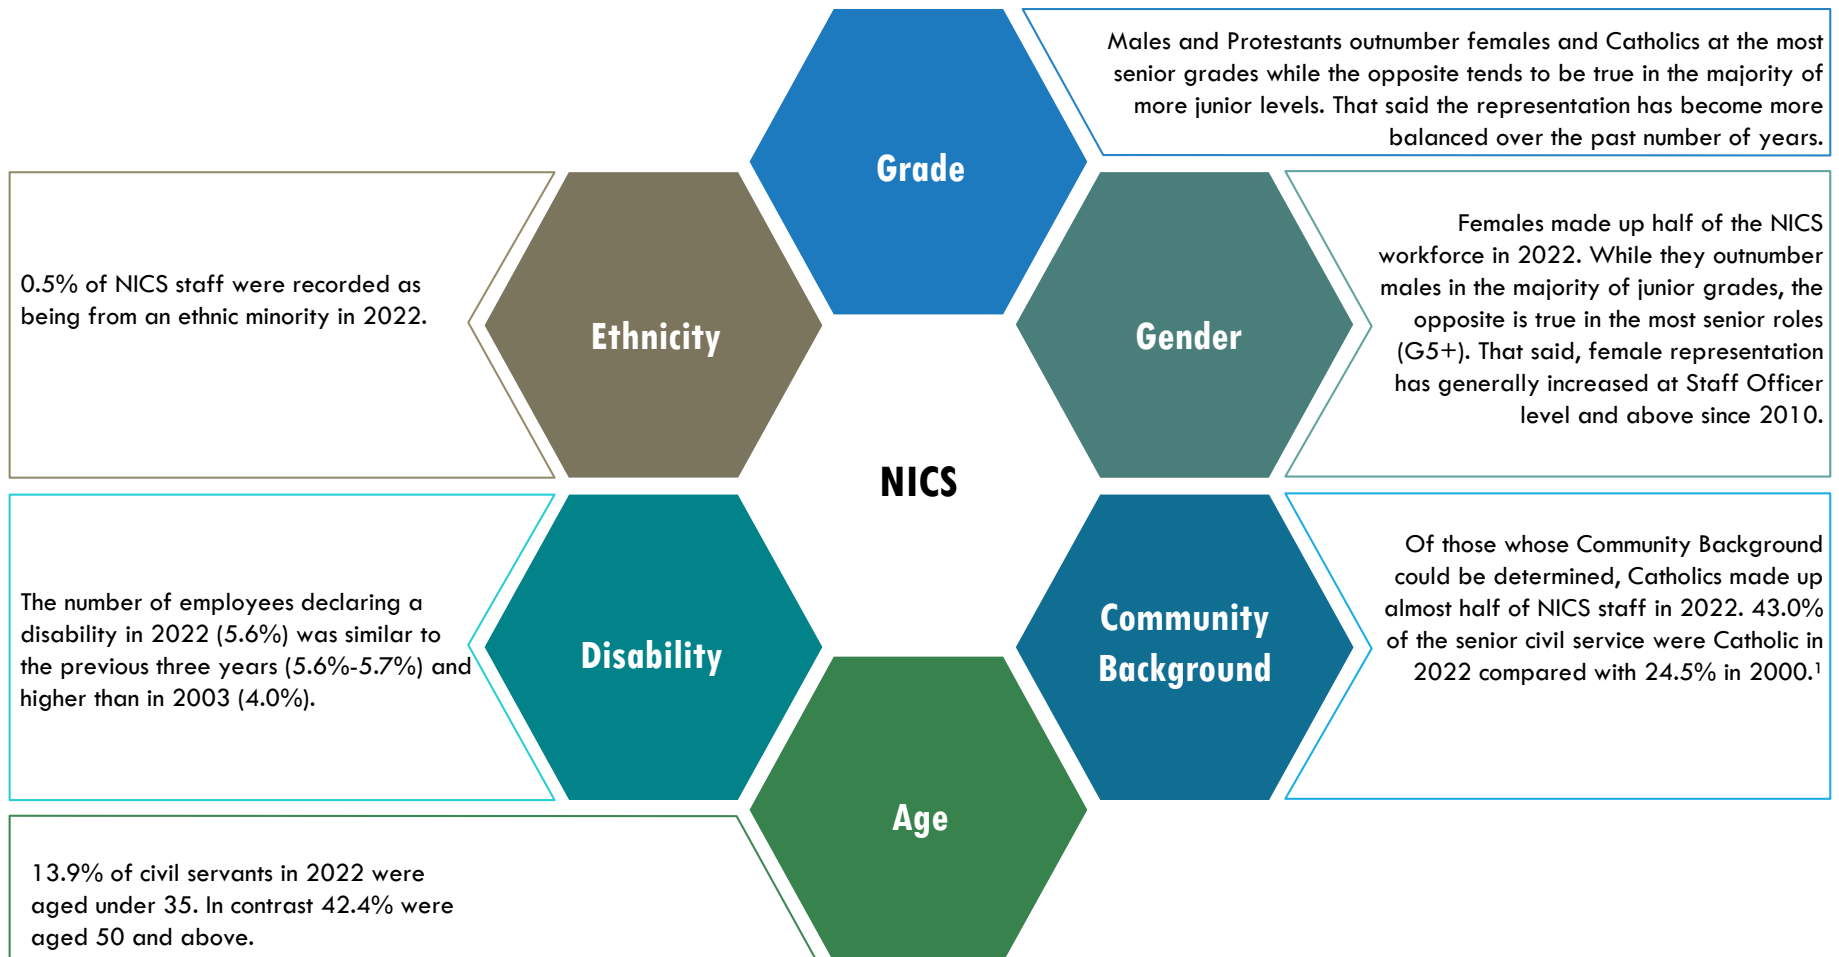 Grade
Males and Protestants outnumber females and Catholics at the most
senior grades while the opposite tends to be true in the majority of
more junior levels. That said the representation has become more
balanced over the past number of years.
Ethnicity
0.5% of NICS staff were recorded as
being from an ethnic minority in 2022.
Gender
Females made up half of the NICS
workforce in 2022. While they outnumber
males in the majority of junior grades, the
opposite is true in the most senior roles
(G5+). That said, female representation
has generally increased at Staff Officer
level and above since 2010.
NICS
Disability
The number of employees declaring a
disability in 2022 (5.6%) was similar to
the previous three years (5.6%-5.7%) and
higher than in 2003 (4.0%).
Community
Background
Of those whose Community Background
could be determined, Catholics made up
almost half of NICS staff in 2022. 43.0%
of the senior civil service were Catholic in
2022 compared with 24.5% in 2000.¹
Age
13.9% of civil servants in 2022 were
aged under 35. In contrast 42.4% were
aged 50 and above.